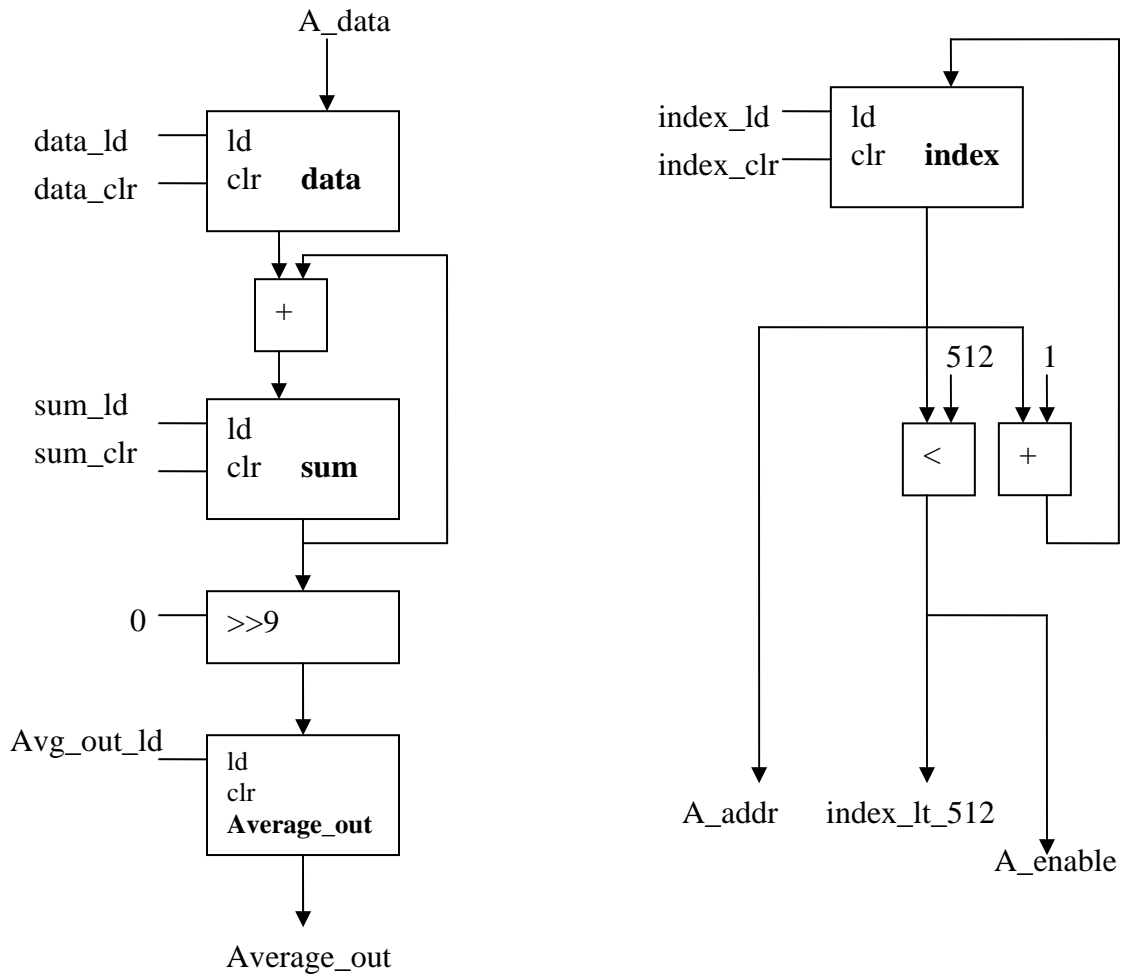 A_data
data_ld
data_clr
ld
clr data
+
sum_ld
sum_clr
ld
clr sum
0
>>9
Avg_out_ld
ld
clr
Average_out
Average_out
index_ld
index_clr
ld
clr index
512 1
< +
A_addr index_lt_512
A_enable